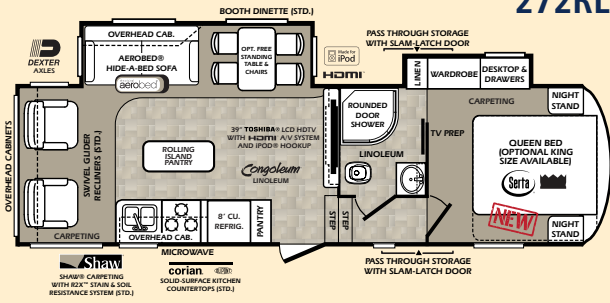 272RL
BOOTH DINETTE (STD.)
PASS THROUGH STORAGE
WITH SLAM-LATCH DOOR
DEXTER
AXLES
OVERHEAD CAB.
AEROBED®
HIDE-A-BED SOFA
aerobed
OPT. FREE
STANDING
TABLE &
CHAIRS
Made for
iPod
HDMI
LINEN
WARDROBE
DESKTOP &
DRAWERS
CARPETING
NIGHT
STAND
OVERHEAD CABINETS
SWIVEL GLIDER
RECLINERS (STD.)
ROLLING
ISLAND
PANTRY
39" TOSHIBA® LCD HDTV
WITH HDMI A/V SYSTEM
AND IPOD® HOOKUP
Congoleum
LINOLEUM
ROUNDED
DOOR
SHOWER
TV PREP
LINOLEUM
QUEEN BED
(OPTIONAL KING
SIZE AVAILABLE)
Serta
NEW
NIGHT
STAND
CARPETING
OVERHEAD CAB.
8' CU.
REFRIG.
PANTRY
STEP
STEP
MICROWAVE
Shaw
SHAW® CARPETING
WITH R2X™ STAIN & SOIL
RESISTANCE SYSTEM (STD.)
corian.
DUPONT
SOLID-SURFACE KITCHEN
COUNTERTOPS (STD.)
PASS THROUGH STORAGE
WITH SLAM-LATCH DOOR